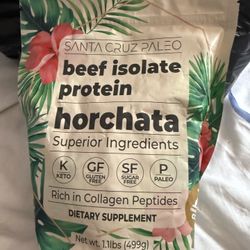 SANTA CRUZ PALEO
beef isolate
protein
horchata
Superior Ingredients
K
KETO
GF
GLUTEN
FREE
SF
SUGAR
FREE
P
PALEO
Rich in Collagen Peptides
DIETARY SUPPLEMENT
Net wt. 1.1lbs (499g)